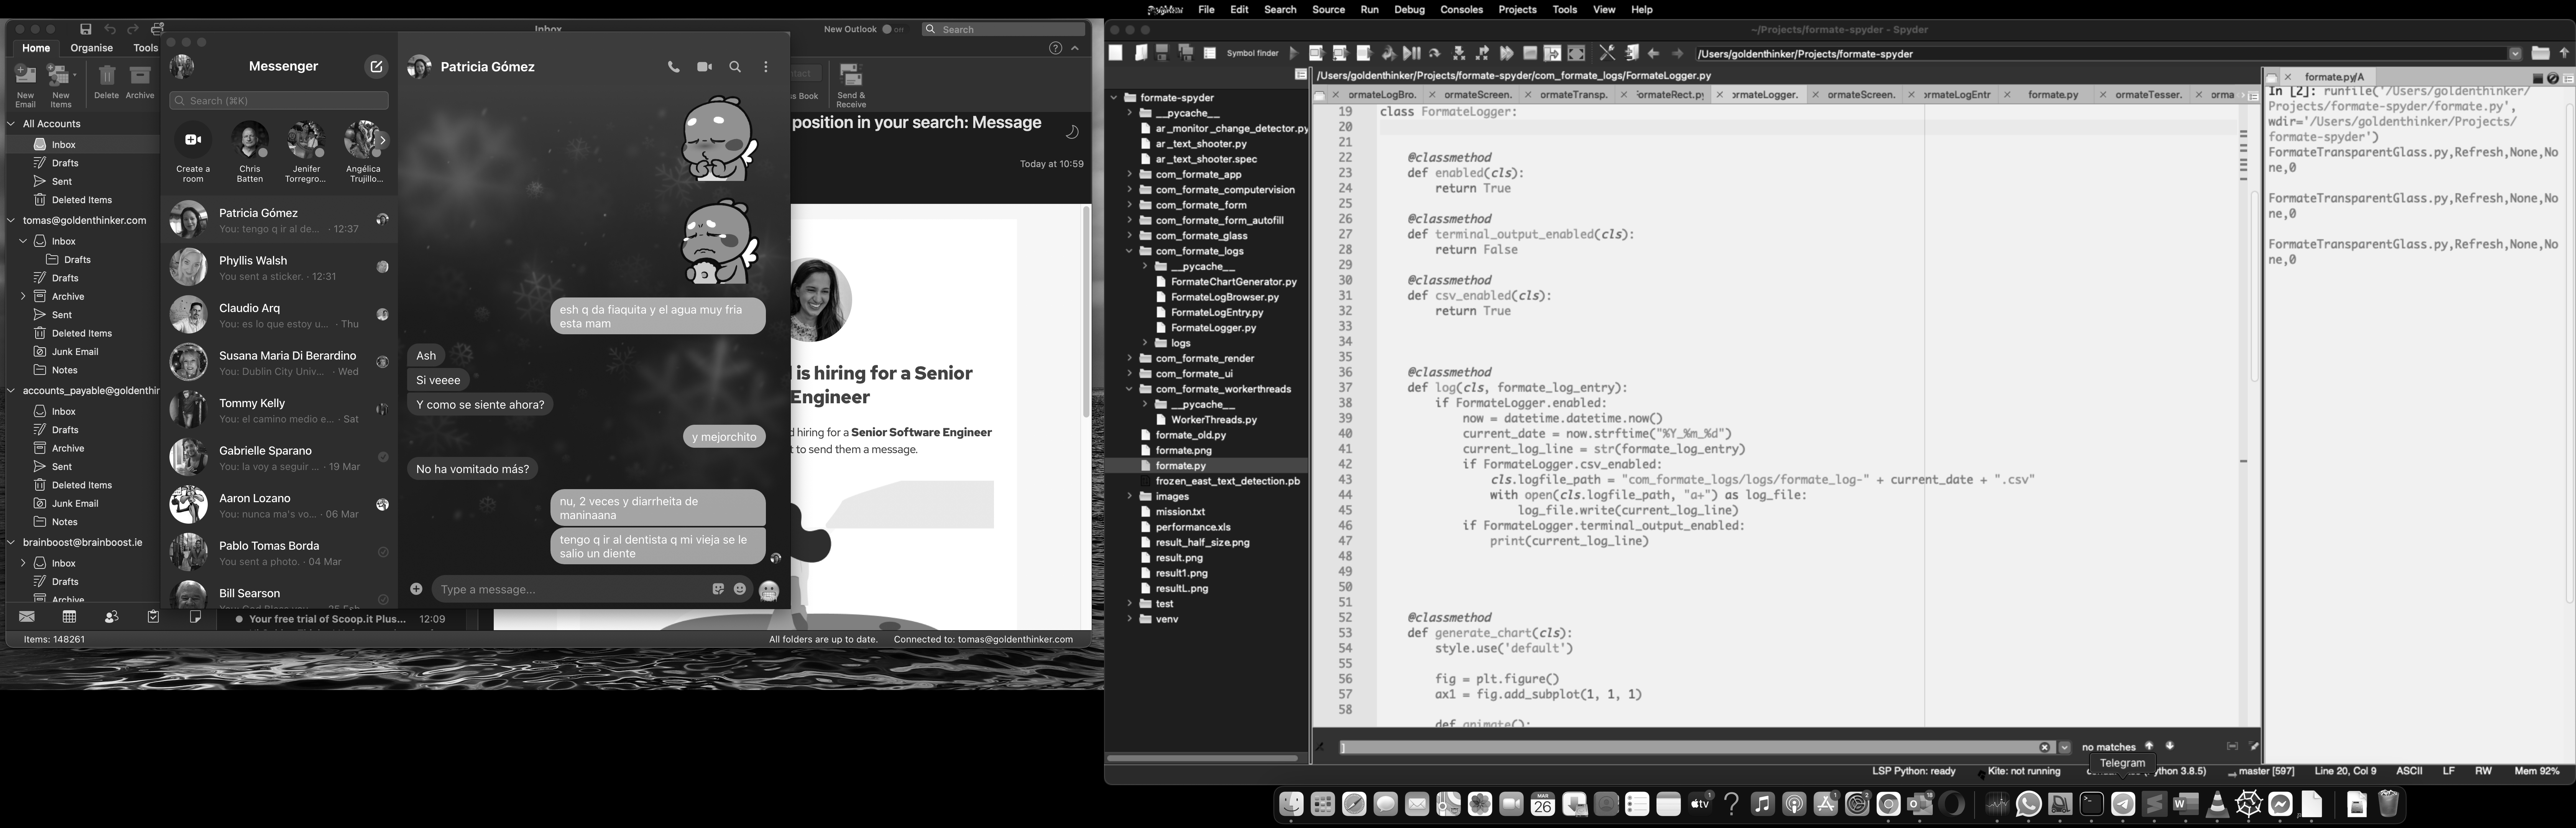 File Edit Search Source Run Debug Consoles Projects Tools View Help
Inbox
New Outlook
Search
Home Organise Tools
New Email
New Items
Delete
Archive
Send & Receive
s Book
position in your search: Message
Today at 10:59
All Accounts
Inbox
Drafts
Sent
Deleted Items
tomas@goldenthinker.com
Inbox
Drafts
Drafts
Archive
Sent
Deleted Items
Junk Email
Notes
accounts_payable@goldenthin
Inbox
Drafts
Archive
Sent
Deleted Items
Junk Email
Notes
brainboost@brainboost.ie
Inbox
Drafts
Archive
Items: 148261
Your free trial of Scoop.it Plus... 12:09
All folders are up to date. Connected to: tomas@goldenthinker.com
is hiring for a Senior
Engineer
d hiring for a Senior Software Engineer
t to send them a message.
Messenger
Search (⌘K)
Create a room
Chris Batten
Jenifer Torregro...
Angélica Trujillo...
Patricia Gómez
You: tengo q ir al de... · 12:37
Phyllis Walsh
You sent a sticker. · 12:31
Claudio Arq
You: es lo que estoy u... · Thu
Susana Maria Di Berardino
You: Dublin City Univ... · Wed
Tommy Kelly
You: el camino medio e... · Sat
Gabrielle Sparano
You: la voy a seguir ... · 19 Mar
Aaron Lozano
You: nunca ma's vo... · 06 Mar
Pablo Tomas Borda
You sent a photo. · 04 Mar
Bill Searson
Patricia Gómez
esh q da fiaquita y el agua muy fria
esta mam
Ash
Si veeee
Y como se siente ahora?
y mejorchito
No ha vomitado más?
nu, 2 veces y diarrheita de
maninaana
tengo q ir al dentista q mi vieja se le
salio un diente
Type a message...
~/Projects/formate-spyder - Spyder
Symbol finder
/Users/goldenthinker/Projects/formate-spyder
/Users/goldenthinker/Projects/formate-spyder/com_formate_logs/FormateLogger.py
ormateLogBro. ormateScreen. ormateTransp. ormateRect.py ormateLogger. ormateScreen. ormateLogEntr formate.py ormateTesser. orma
formate-spyder
__pycache__
ar_monitor_change_detector.py
ar_text_shooter.py
ar_text_shooter.spec
com_formate_app
com_formate_computervision
com_formate_form
com_formate_form_autofill
com_formate_glass
com_formate_logs
__pycache__
FormateChartGenerator.py
FormateLogBrowser.py
FormateLogEntry.py
FormateLogger.py
logs
com_formate_render
com_formate_ui
com_formate_workerthreads
__pycache__
WorkerThreads.py
formate_old.py
formate.png
formate.py
frozen_east_text_detection.pb
images
mission.txt
performance.xls
result_half_size.png
result.png
result1.png
resultL.png
test
venv
19 class FormateLogger:
20
21
22 @classmethod
23 def enabled(cls):
24 return True
25
26 @classmethod
27 def terminal_output_enabled(cls):
28 return False
29
30 @classmethod
31 def csv_enabled(cls):
32 return True
33
34
35
36 @classmethod
37 def log(cls, formate_log_entry):
38 if FormateLogger.enabled:
39 now = datetime.datetime.now()
40 current_date = now.strftime("%Y_%m_%d")
41 current_log_line = str(formate_log_entry)
42 if FormateLogger.csv_enabled:
43 cls.logfile_path = "com_formate_logs/logs/formate_log-" + current_date + ".csv"
44 with open(cls.logfile_path, "a+") as log_file:
45 log_file.write(current_log_line)
46 if FormateLogger.terminal_output_enabled:
47 print(current_log_line)
48
49
50
51
52 @classmethod
53 def generate_chart(cls):
54 style.use('default')
55
56 fig = plt.figure()
57 ax1 = fig.add_subplot(1, 1, 1)
58
def animate():
]
no matches
formate.py/A
In [2]: runfile('/Users/goldenthinker/
Projects/formate-spyder/formate.py',
wdir='/Users/goldenthinker/Projects/
formate-spyder')
FormateTransparentGlass.py,Refresh,None,No
ne,0
FormateTransparentGlass.py,Refresh,None,No
ne,0
FormateTransparentGlass.py,Refresh,None,No
ne,0
Telegram
LSP Python: ready Kite: not running ython 3.8.5) master [597] Line 20, Col 9 ASCII LF RW Mem 92%
MAR
26
tv